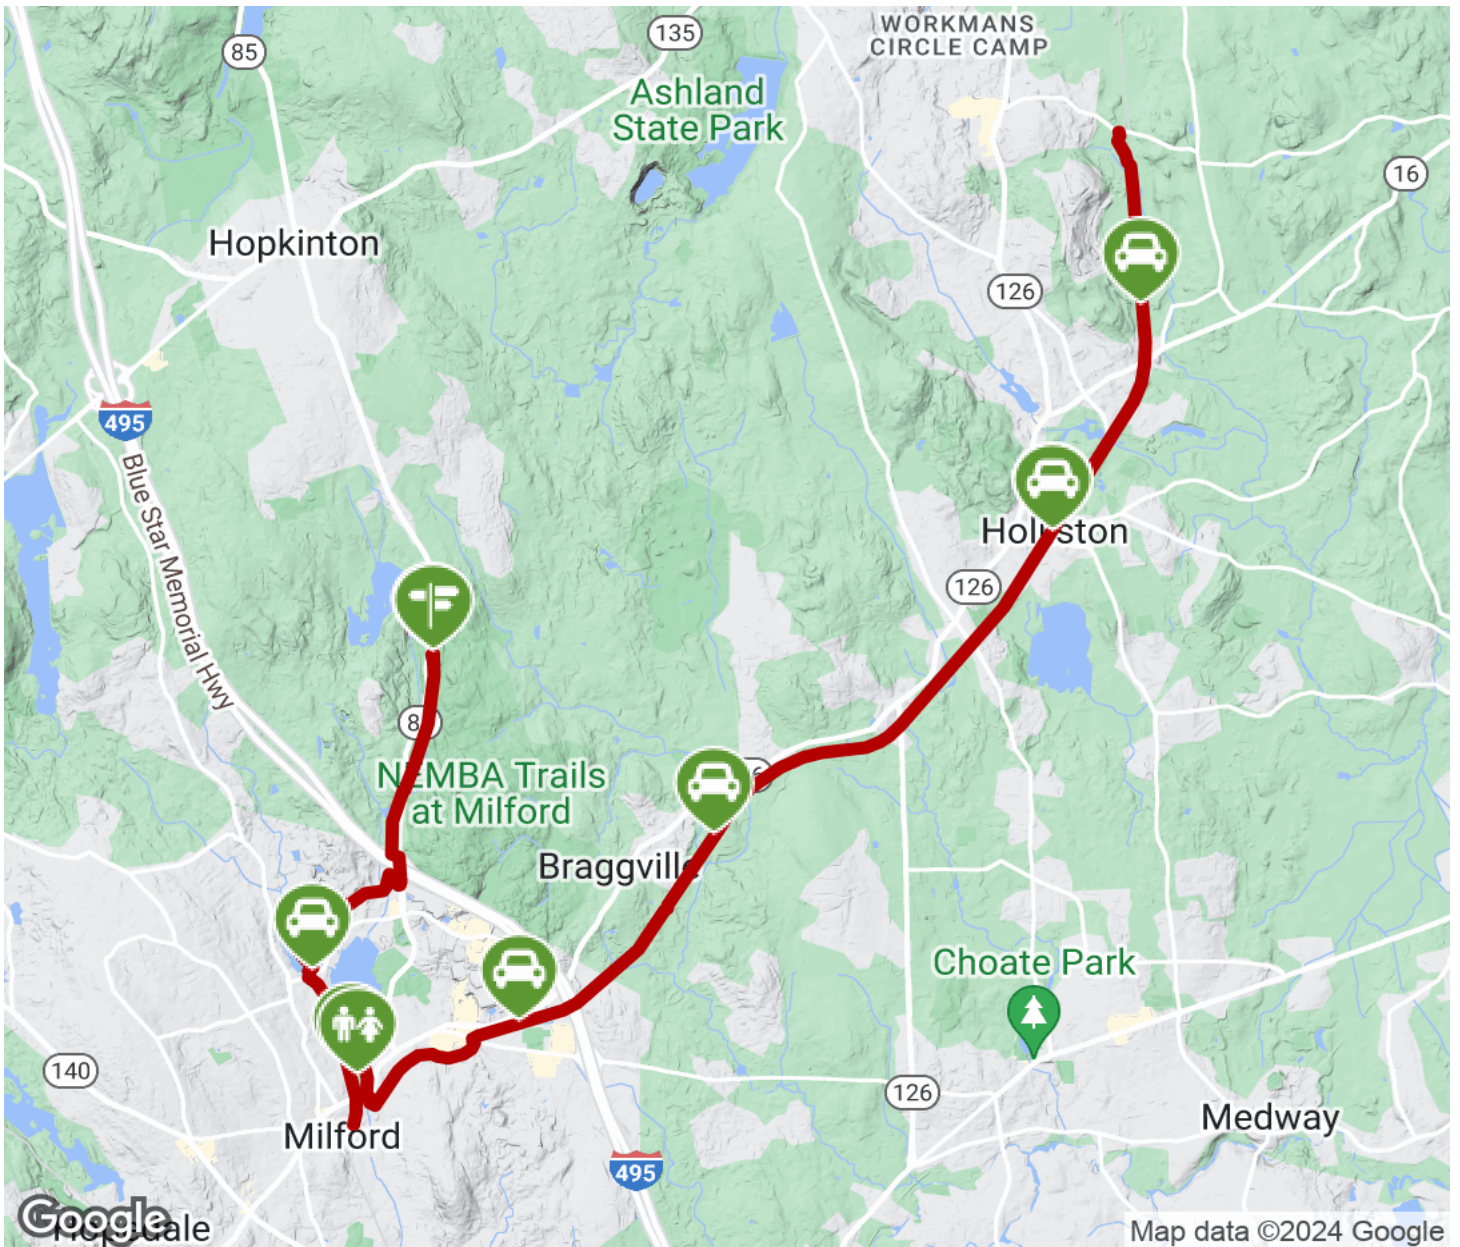 WORKMANS
CIRCLE CAMP
135
85
Ashland
State Park
16
Hopkinton
126
495
Blue Star Memorial Hwy
126
NEMBA Trails
at Milford
Braggville
Choate Park
140
126
Milford
Medway
495
Google
Map data ©2024 Google